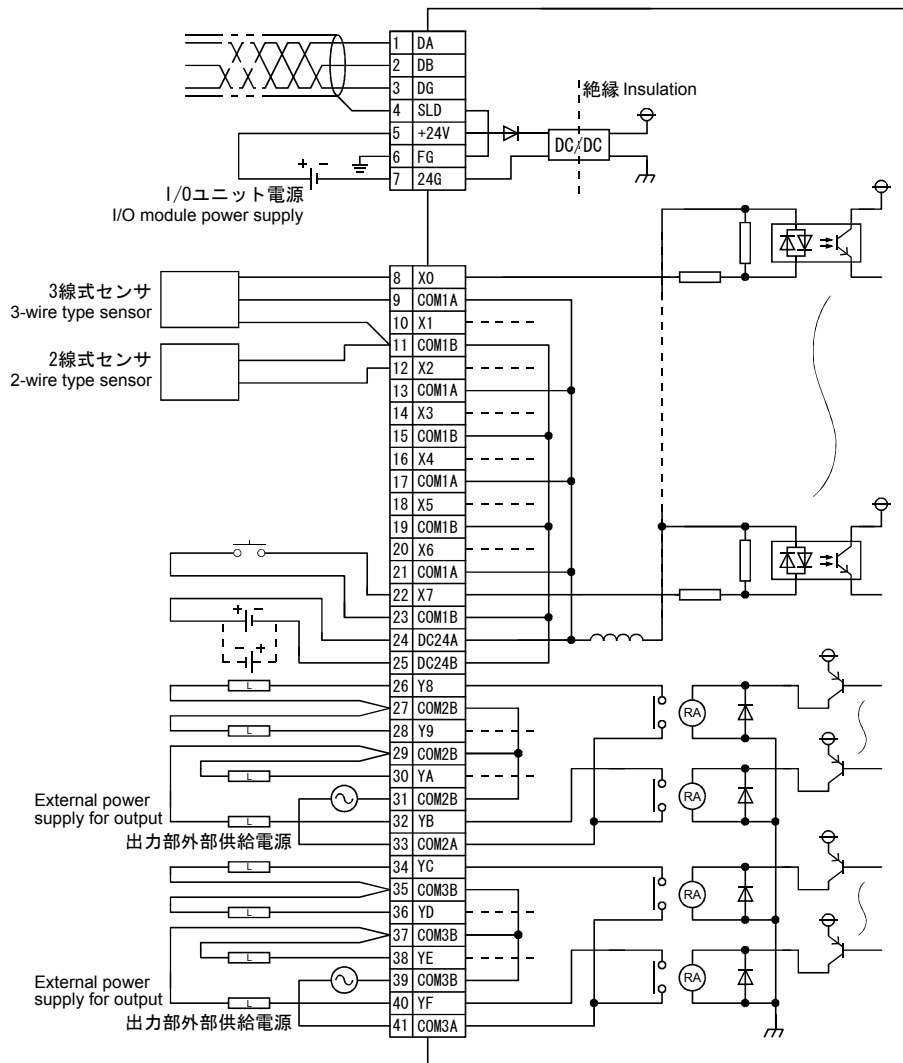 1 DA
2 DB
3 DG
4 SLD
5 +24V
6 FG
7 24G
絶縁 Insulation
DC/DC
+ -
I/Oユニット電源
I/O module power supply
3線式センサ
3-wire type sensor
2線式センサ
2-wire type sensor
8 X0
9 COM1A
10 X1
11 COM1B
12 X2
13 COM1A
14 X3
15 COM1B
16 X4
17 COM1A
18 X5
19 COM1B
20 X6
21 COM1A
22 X7
23 COM1B
24 DC24A
25 DC24B
+ -
- +
26 Y8
27 COM2B
28 Y9
29 COM2B
30 YA
31 COM2B
32 YB
33 COM2A
34 YC
35 COM3B
36 YD
37 COM3B
38 YE
39 COM3B
40 YF
41 COM3A
L
L
L
L
External power
supply for output
出力部外部供給電源
L
L
L
L
External power
supply for output
出力部外部供給電源
RA
RA
RA
RA